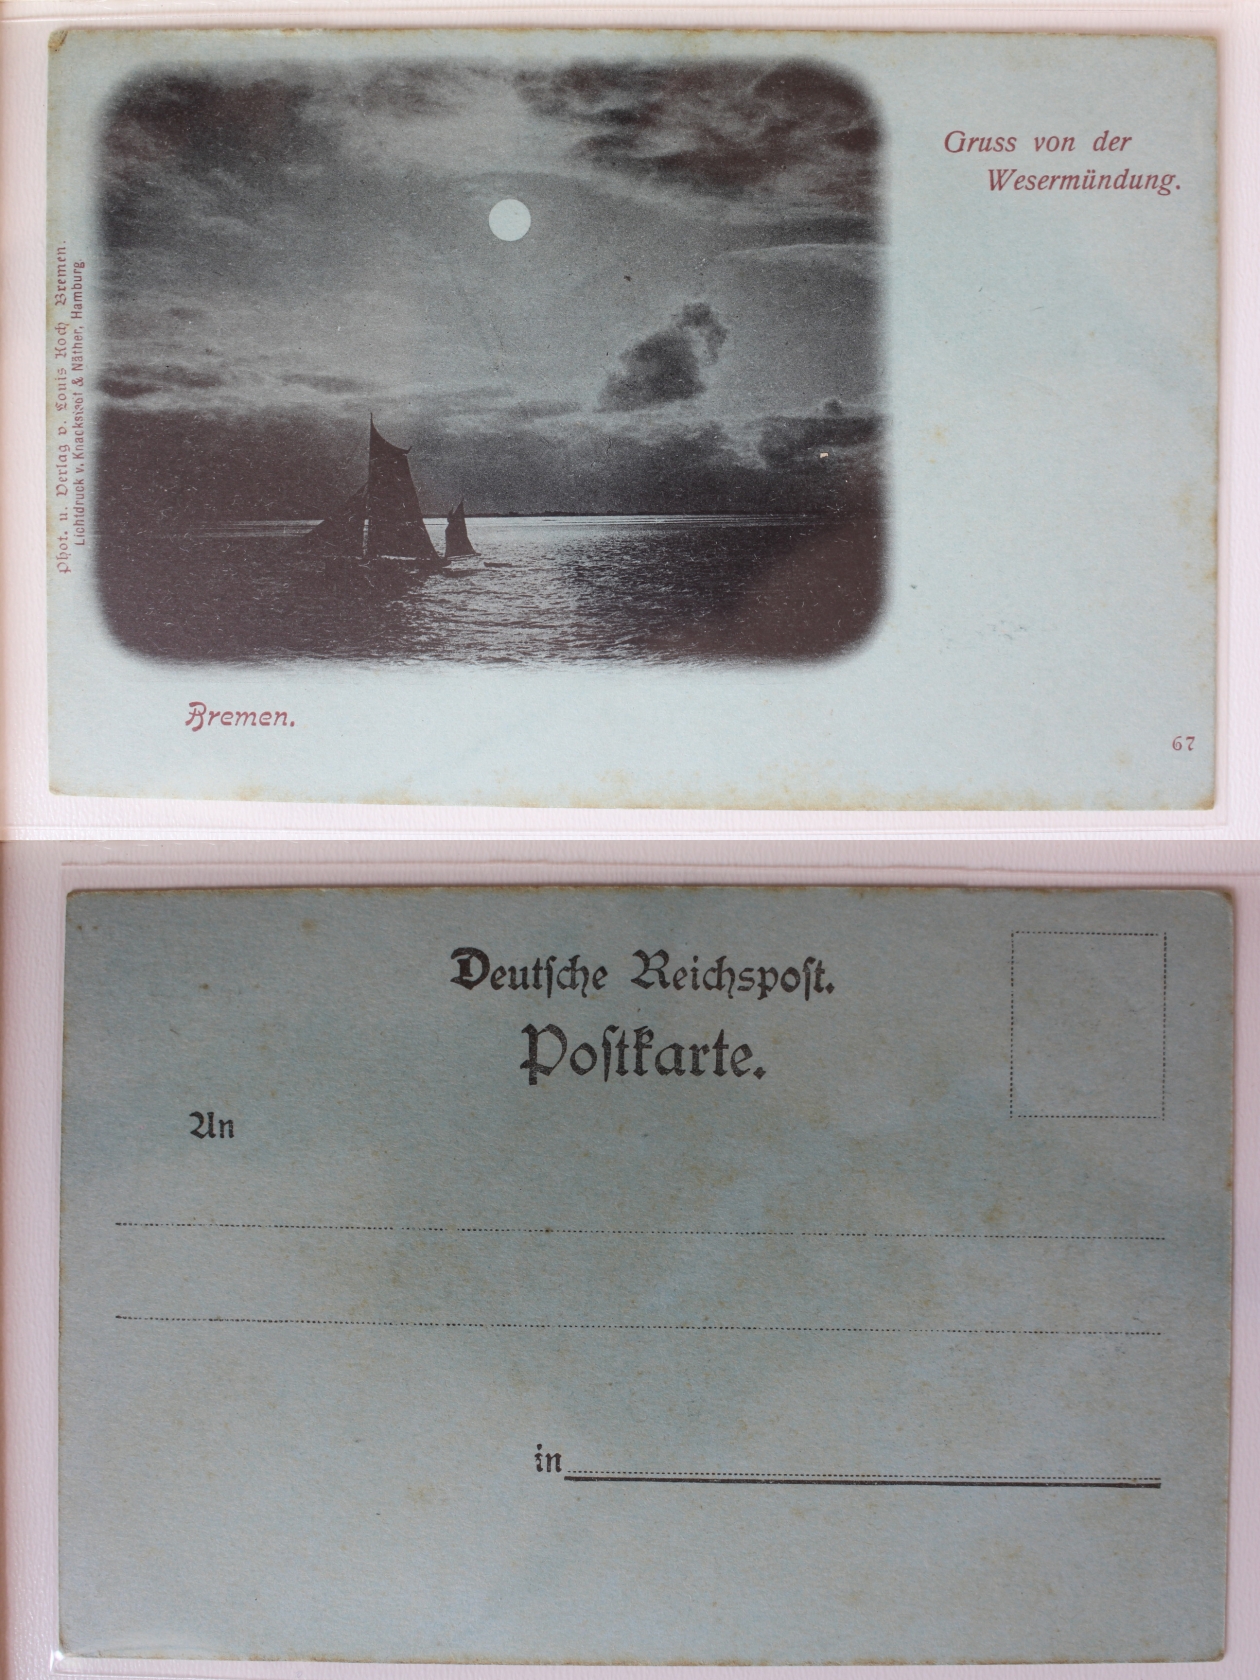 Gruss von der
Wesermündung.
Phot. u. Verlag v. Louis Koch Bremen.
Lichtdruck v. Knackstedt & Näther, Hamburg.
Bremen.
67
Deutſche Reichspoſt.
Poſtkarte.
An
in